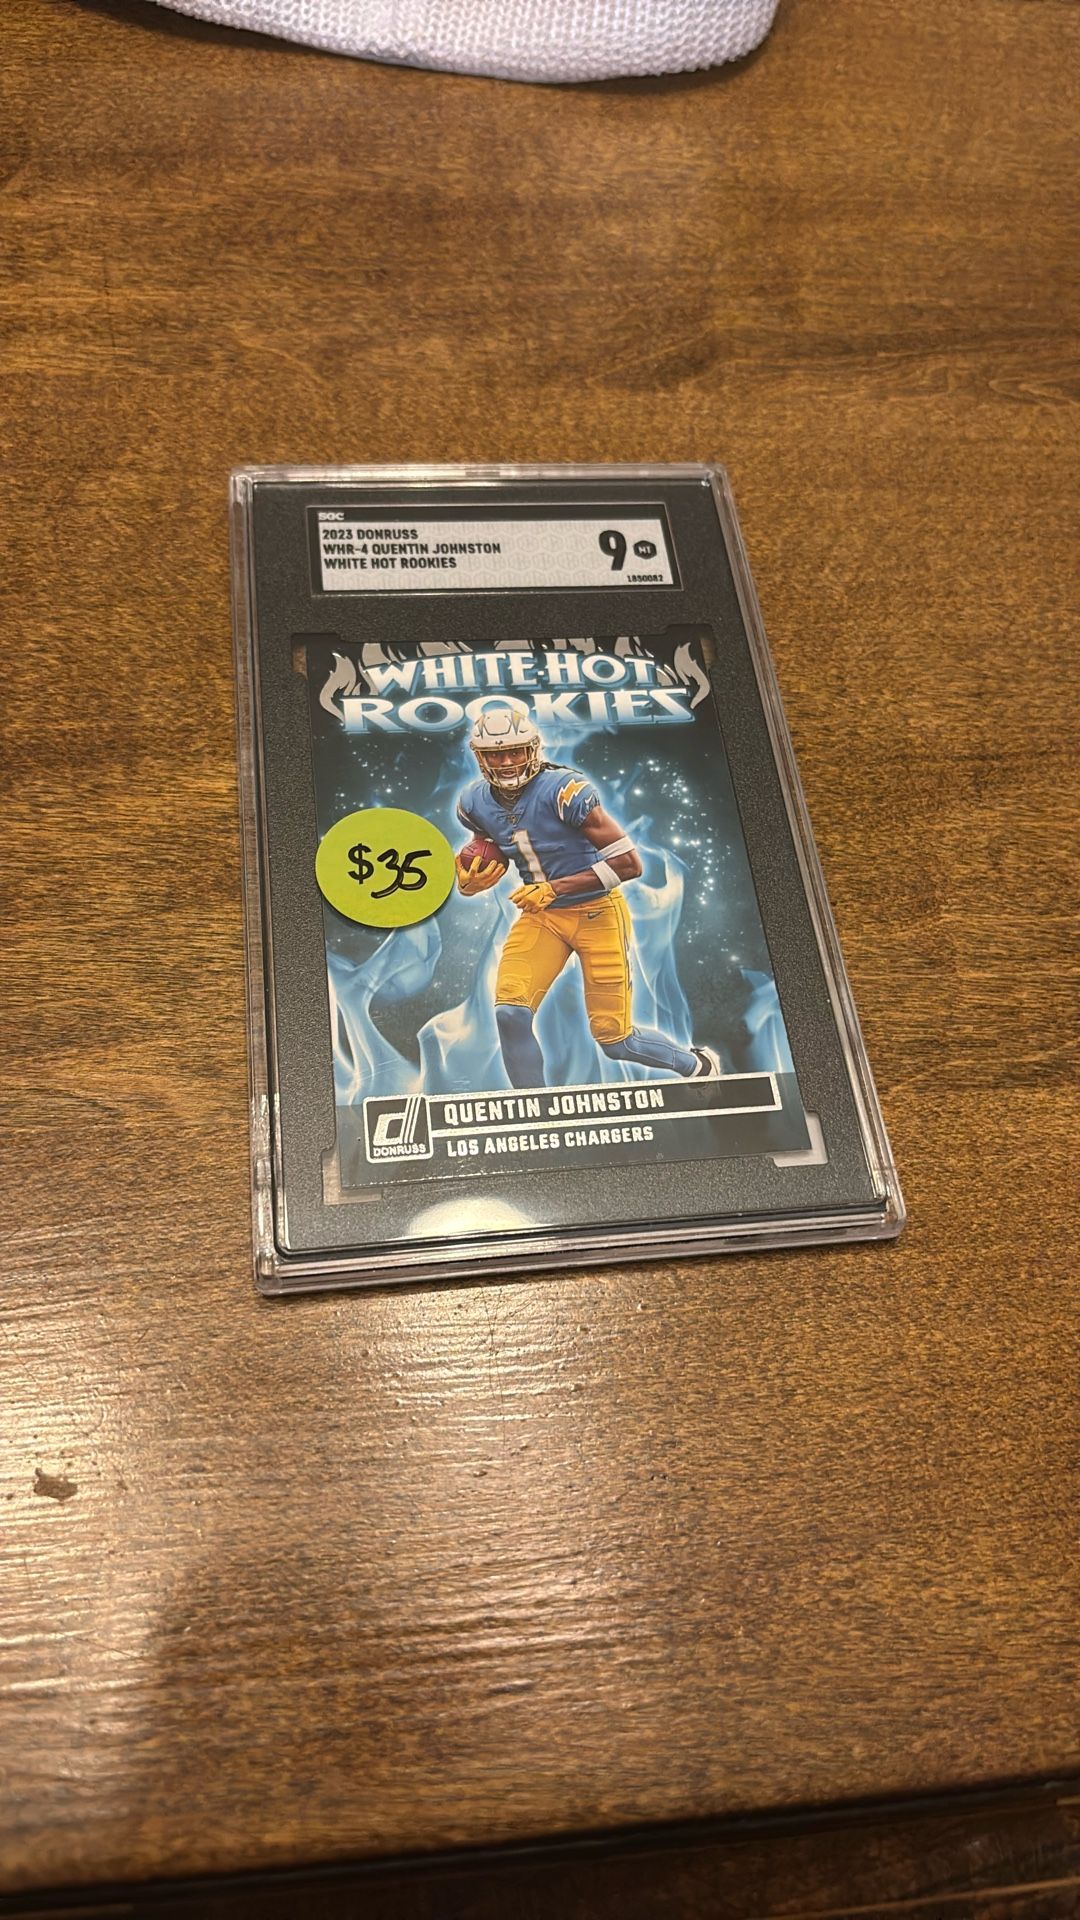 SGC
2023 DONRUSS
WHR-4 QUENTIN JOHNSTON
WHITE HOT ROOKIES
9 MT
1850082
WHITE-HOT
ROOKIES
1
$35
QUENTIN JOHNSTON
DONRUSS
LOS ANGELES CHARGERS